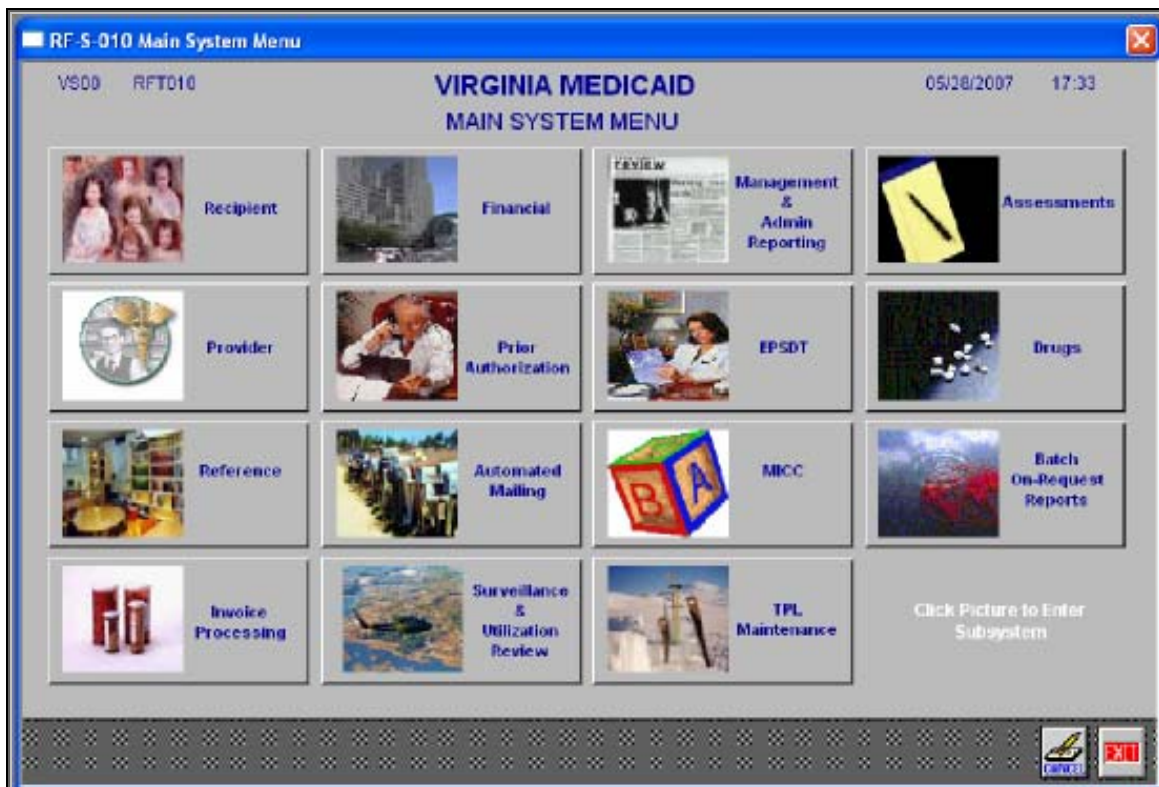 RF-S-010 Main System Menu
VS00 RFT010 VIRGINIA MEDICAID 05/28/2007 17:33
MAIN SYSTEM MENU
Recipient
Financial
REVIEW
Management
&
Admin
Reporting
Assessments
Provider
Prior
Authorization
EPSDT
Drugs
Reference
Automated
Mailing
B A
MICC
Batch
On-Request
Reports
Invoice
Processing
Surveillance
&
Utilization
Review
TPL
Maintenance
Click Picture to Enter
Subsystem
CANCEL
EXIT